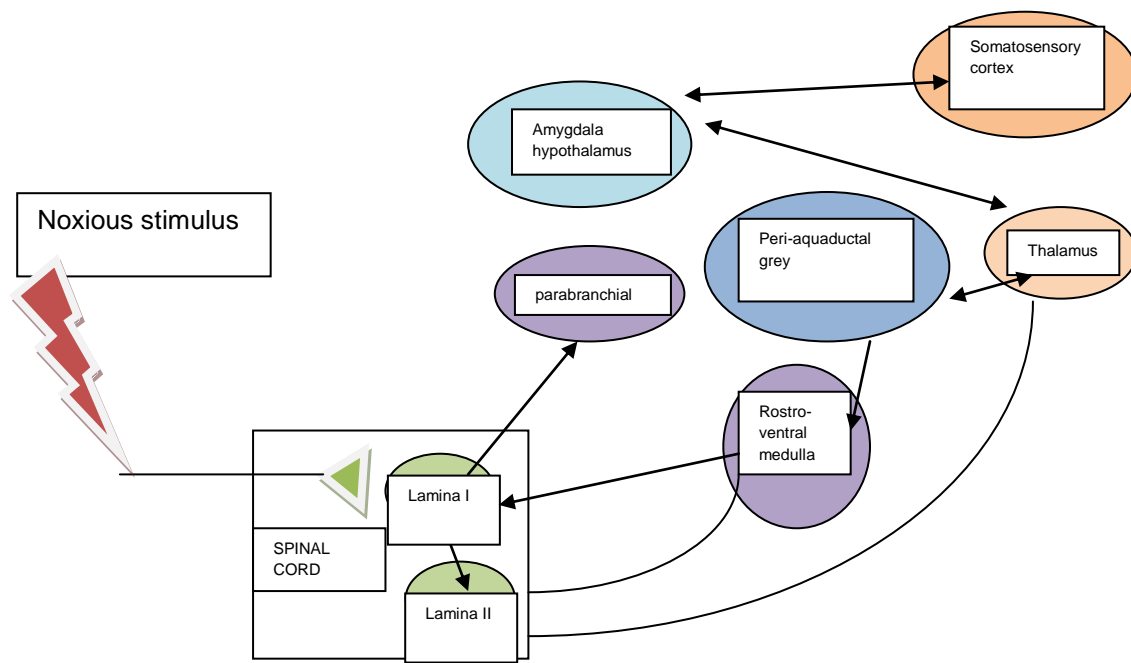 Somatosensory
cortex
Amygdala
hypothalamus
Noxious stimulus
Peri-aquaductal
grey
Thalamus
parabranchial
Rostro-
ventral
medulla
Lamina I
SPINAL
CORD
Lamina II